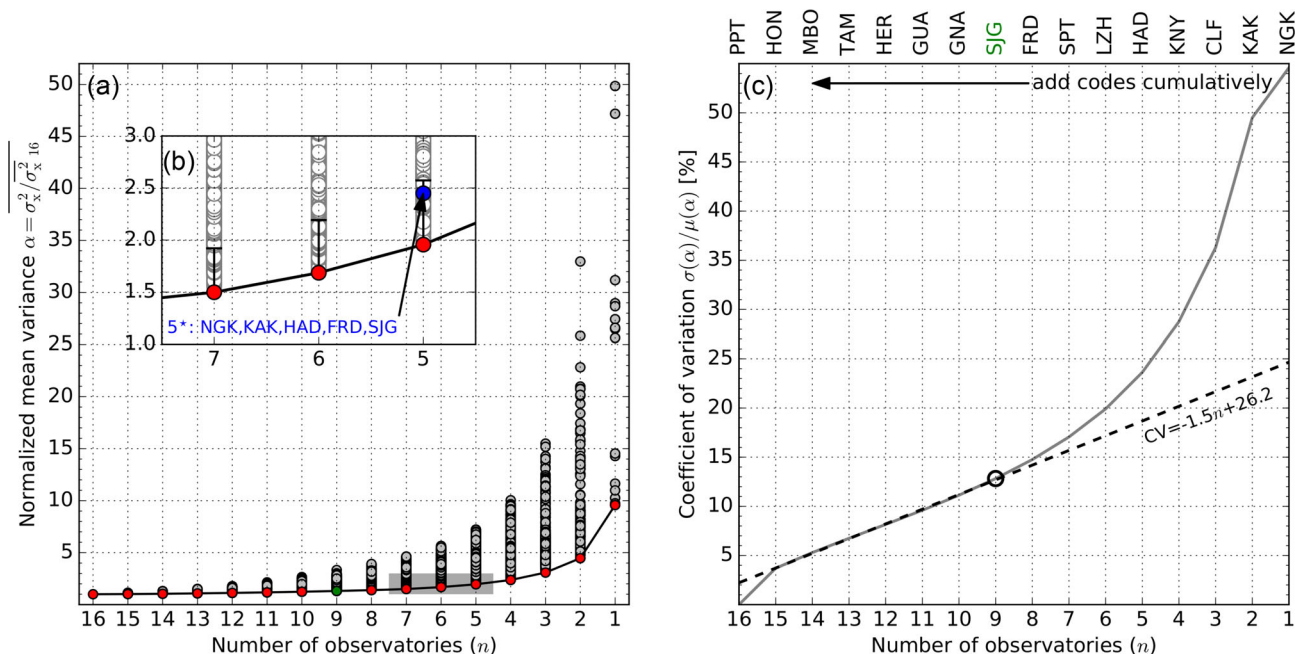 PPT HON MBO TAM HER GUA GNA SJG FRD SPT LZH HAD KNY CLF KAK NGK
(a)
50
45
40
35
30
25
20
15
10
5
Normalized mean variance α = σ²ₓ/σ²ₓ 16
16 15 14 13 12 11 10 9 8 7 6 5 4 3 2 1
Number of observatories (n)
(b)
3.0
2.5
2.0
1.5
1.0
5*: NGK,KAK,HAD,FRD,SJG
7 6 5
(c)
add codes cumulatively
50
45
40
35
30
25
20
15
10
5
Coefficient of variation σ(α)/μ(α) [%]
CV=-1.5n+26.2
16 15 14 13 12 11 10 9 8 7 6 5 4 3 2 1
Number of observatories (n)